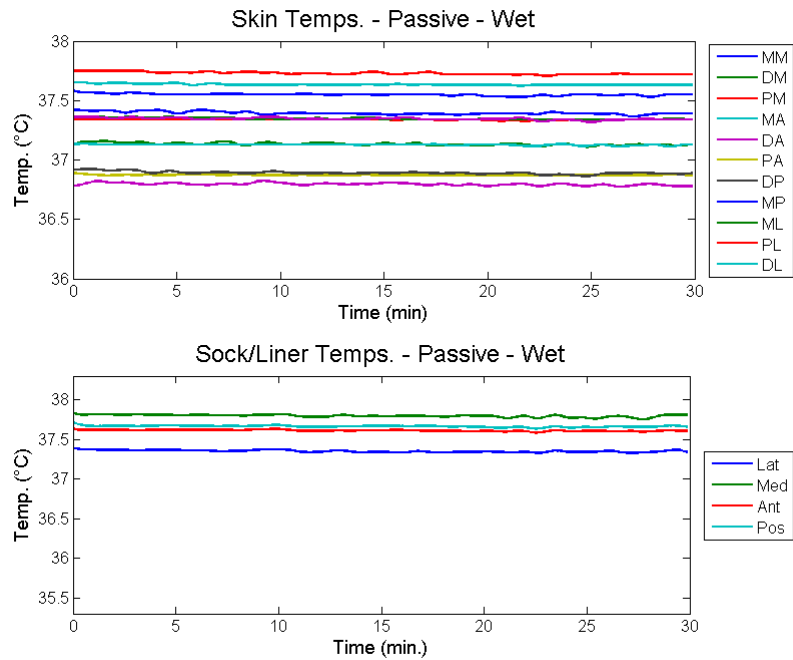 Skin Temps. - Passive - Wet
Temp. (°C)
38
37.5
37
36.5
36
0 5 10 15 20 25 30
Time (min)
MM
DM
PM
MA
DA
PA
DP
MP
ML
PL
DL
Sock/Liner Temps. - Passive - Wet
Temp. (°C)
38
37.5
37
36.5
36
35.5
0 5 10 15 20 25 30
Time (min.)
Lat
Med
Ant
Pos